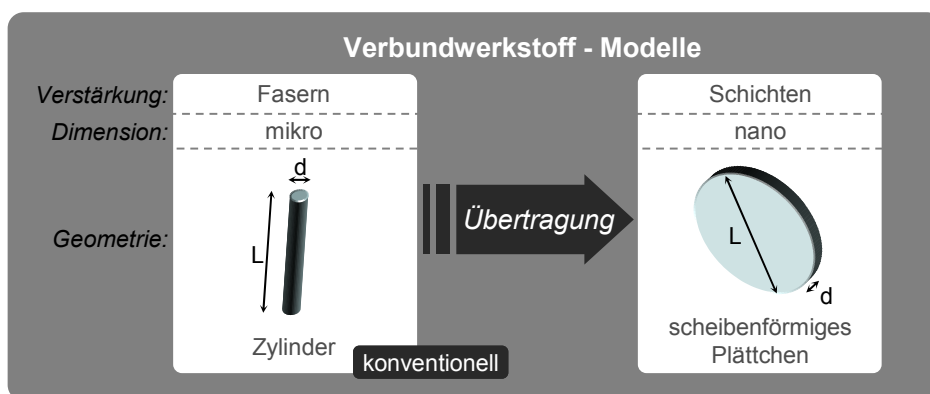 Verbundwerkstoff - Modelle
Verstärkung:
Fasern
Schichten
Dimension:
mikro
nano
Geometrie:
d
L
Zylinder
konventionell
Übertragung
L
d
scheibenförmiges
Plättchen